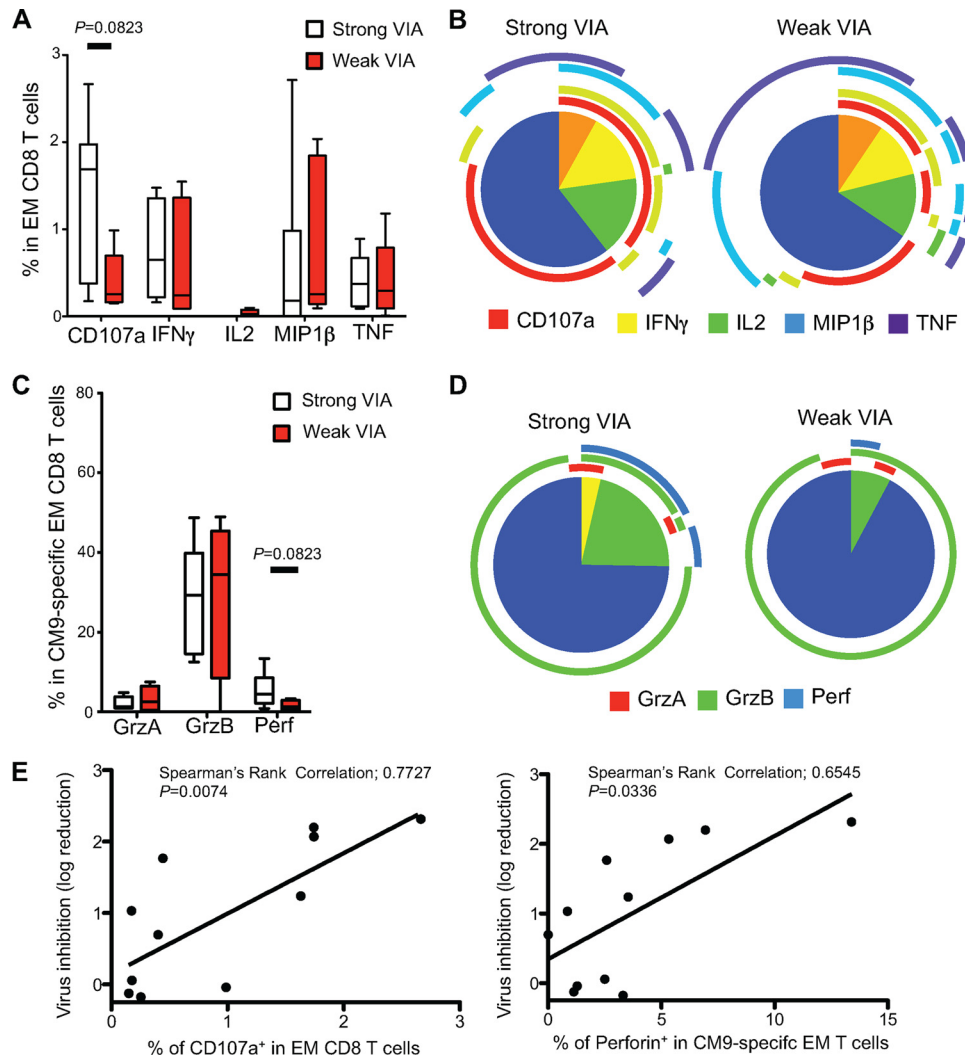 A
P=0.0823
Strong VIA
Weak VIA
% in EM CD8 T cells
3
2
1
0
CD107a IFNγ IL2 MIP1β TNF
B
Strong VIA
Weak VIA
CD107a IFNγ IL2 MIP1β TNF
C
% in CM9-specific EM CD8 T cells
80
60
40
20
0
Strong VIA
Weak VIA
P=0.0823
GrzA GrzB Perf
D
Strong VIA
Weak VIA
GrzA GrzB Perf
E
Spearman's Rank Correlation; 0.7727
P=0.0074
Virus inhibition (log reduction)
3
2
1
0
0 1 2 3
% of CD107a+ in EM CD8 T cells
Spearman's Rank Correlation; 0.6545
P=0.0336
Virus inhibition (log reduction)
3
2
1
0
0 5 10 15
% of Perforin+ in CM9-specifc EM T cells